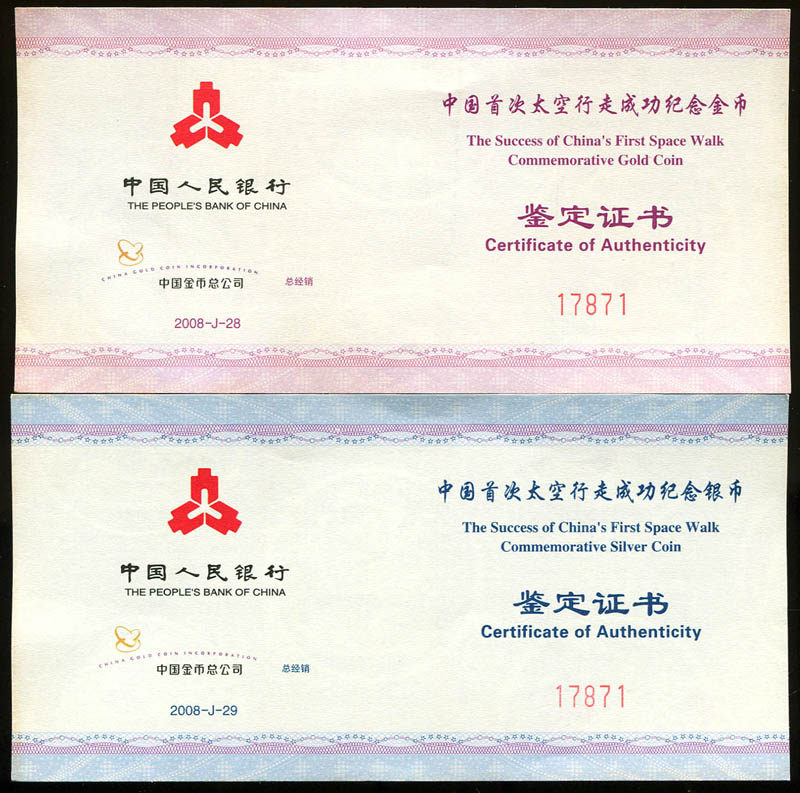 中国人民银行
THE PEOPLE'S BANK OF CHINA
CHINA GOLD COIN INCORPORATION
中国金币总公司 总经销
2008-J-28
中国首次太空行走成功纪念金币
The Success of China's First Space Walk
Commemorative Gold Coin
鉴定证书
Certificate of Authenticity
17871
中国人民银行
THE PEOPLE'S BANK OF CHINA
CHINA GOLD COIN INCORPORATION
中国金币总公司 总经销
2008-J-29
中国首次太空行走成功纪念银币
The Success of China's First Space Walk
Commemorative Silver Coin
鉴定证书
Certificate of Authenticity
17871